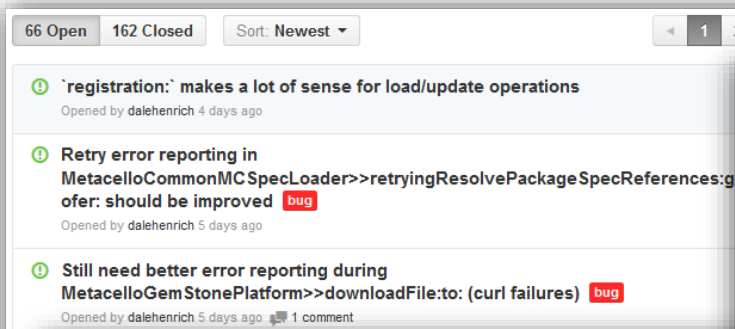 66 Open 162 Closed Sort: Newest 1
`registration:` makes a lot of sense for load/update operations
Opened by dalehenrich 4 days ago
Retry error reporting in
MetacelloCommonMCSpecLoader>>retryingResolvePackageSpecReferences:g
ofer: should be improved bug
Opened by dalehenrich 5 days ago
Still need better error reporting during
MetacelloGemStonePlatform>>downloadFile:to: (curl failures) bug
Opened by dalehenrich 5 days ago 1 comment